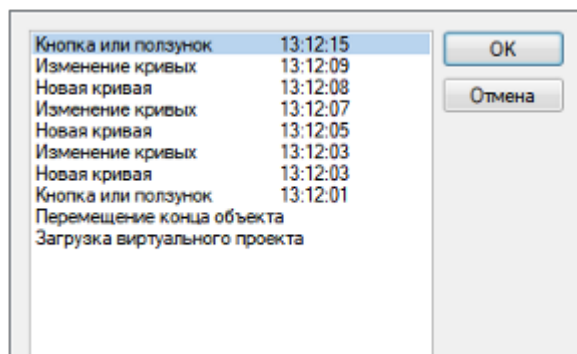 Кнопка или ползунок 13:12:15
Изменение кривых 13:12:09
Новая кривая 13:12:08
Изменение кривых 13:12:07
Новая кривая 13:12:05
Изменение кривых 13:12:03
Новая кривая 13:12:03
Кнопка или ползунок 13:12:01
Перемещение конца объекта
Загрузка виртуального проекта
OK
Отмена